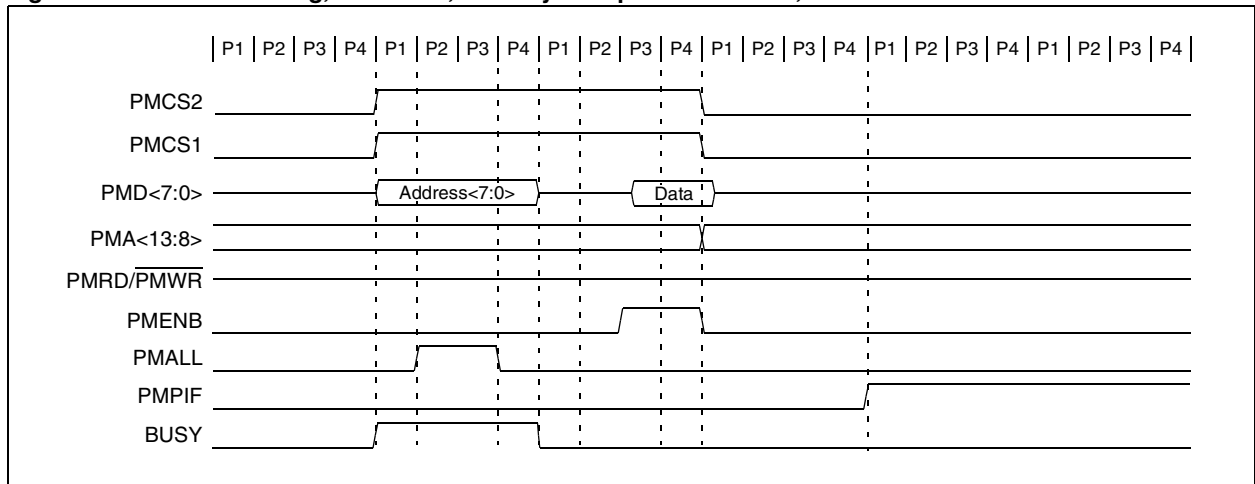 P1 P2 P3 P4 P1 P2 P3 P4 P1 P2 P3 P4 P1 P2 P3 P4 P1 P2 P3 P4 P1 P2 P3 P4
PMCS2
PMCS1
PMD<7:0> Address<7:0> Data
PMA<13:8>
PMRD/PMWR
PMENB
PMALL
PMPIF
BUSY